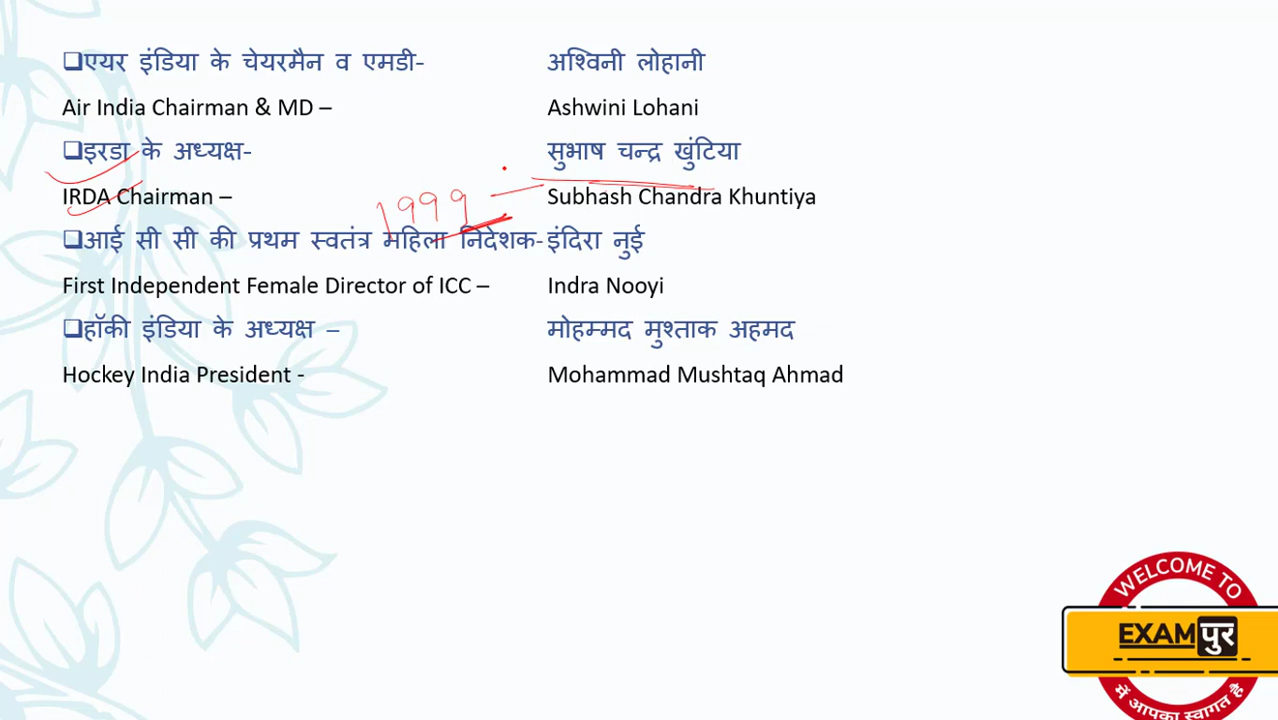 ❑एयर इंडिया के चेयरमैन व एमडी- अश्विनी लोहानी
Air India Chairman & MD – Ashwini Lohani
❑इरडा के अध्यक्ष- सुभाष चन्द्र खुंटिया
IRDA Chairman – Subhash Chandra Khuntiya
1999
❑आई सी सी की प्रथम स्वतंत्र महिला निदेशक- इंदिरा नुई
First Independent Female Director of ICC – Indra Nooyi
❑हॉकी इंडिया के अध्यक्ष – मोहम्मद मुश्ताक अहमद
Hockey India President - Mohammad Mushtaq Ahmad
WELCOME TO
EXAMपुर
में आपका स्वागत है